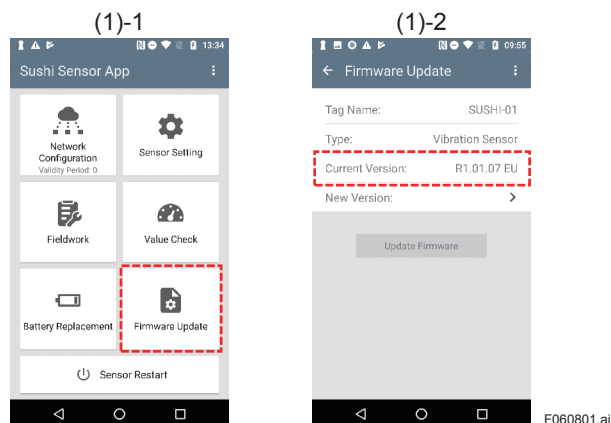 (1)-1
13:34
Sushi Sensor App
Network
Configuration
Validity Period: 0
Sensor Setting
Fieldwork
Value Check
Battery Replacement
Firmware Update
Sensor Restart
(1)-2
09:55
Firmware Update
Tag Name: SUSHI-01
Type: Vibration Sensor
Current Version: R1.01.07 EU
New Version:
Update Firmware
F060801.ai